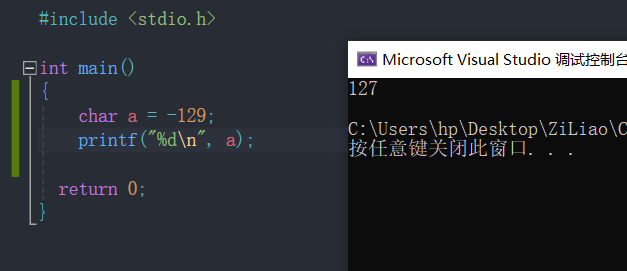 #include <stdio.h>
int main()
{
char a = -129;
printf("%d\n", a);
return 0;
}
Microsoft Visual Studio 调试控制台
127
C:\Users\hp\Desktop\ZiLiao\C
按任意键关闭此窗口. . .